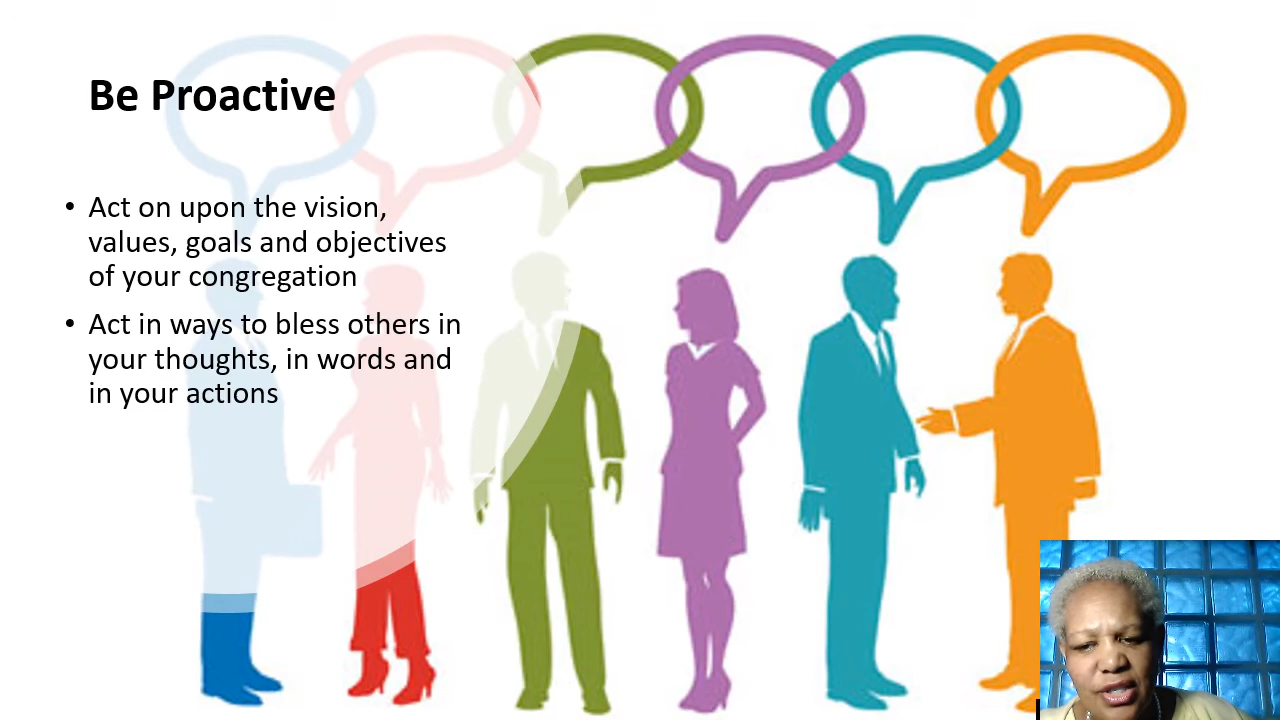 Be Proactive
• Act on upon the vision,
values, goals and objectives
of your congregation
• Act in ways to bless others in
your thoughts, in words and
in your actions